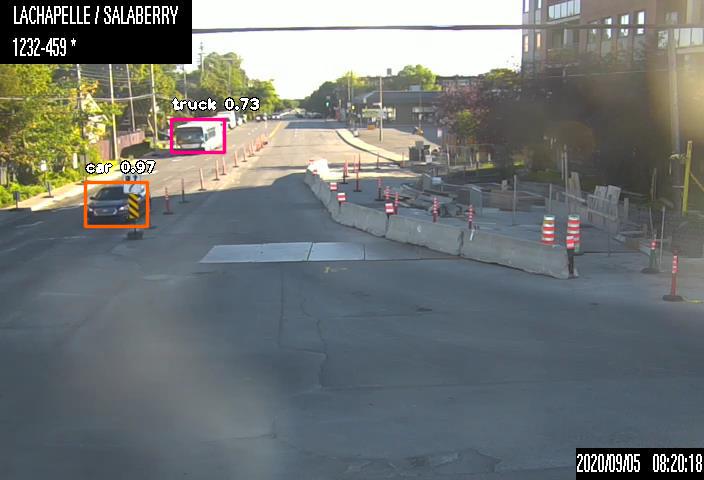 LACHAPELLE / SALABERRY
1232-459 *
truck 0.73
car 0.97
2020/09/05 08:20:18